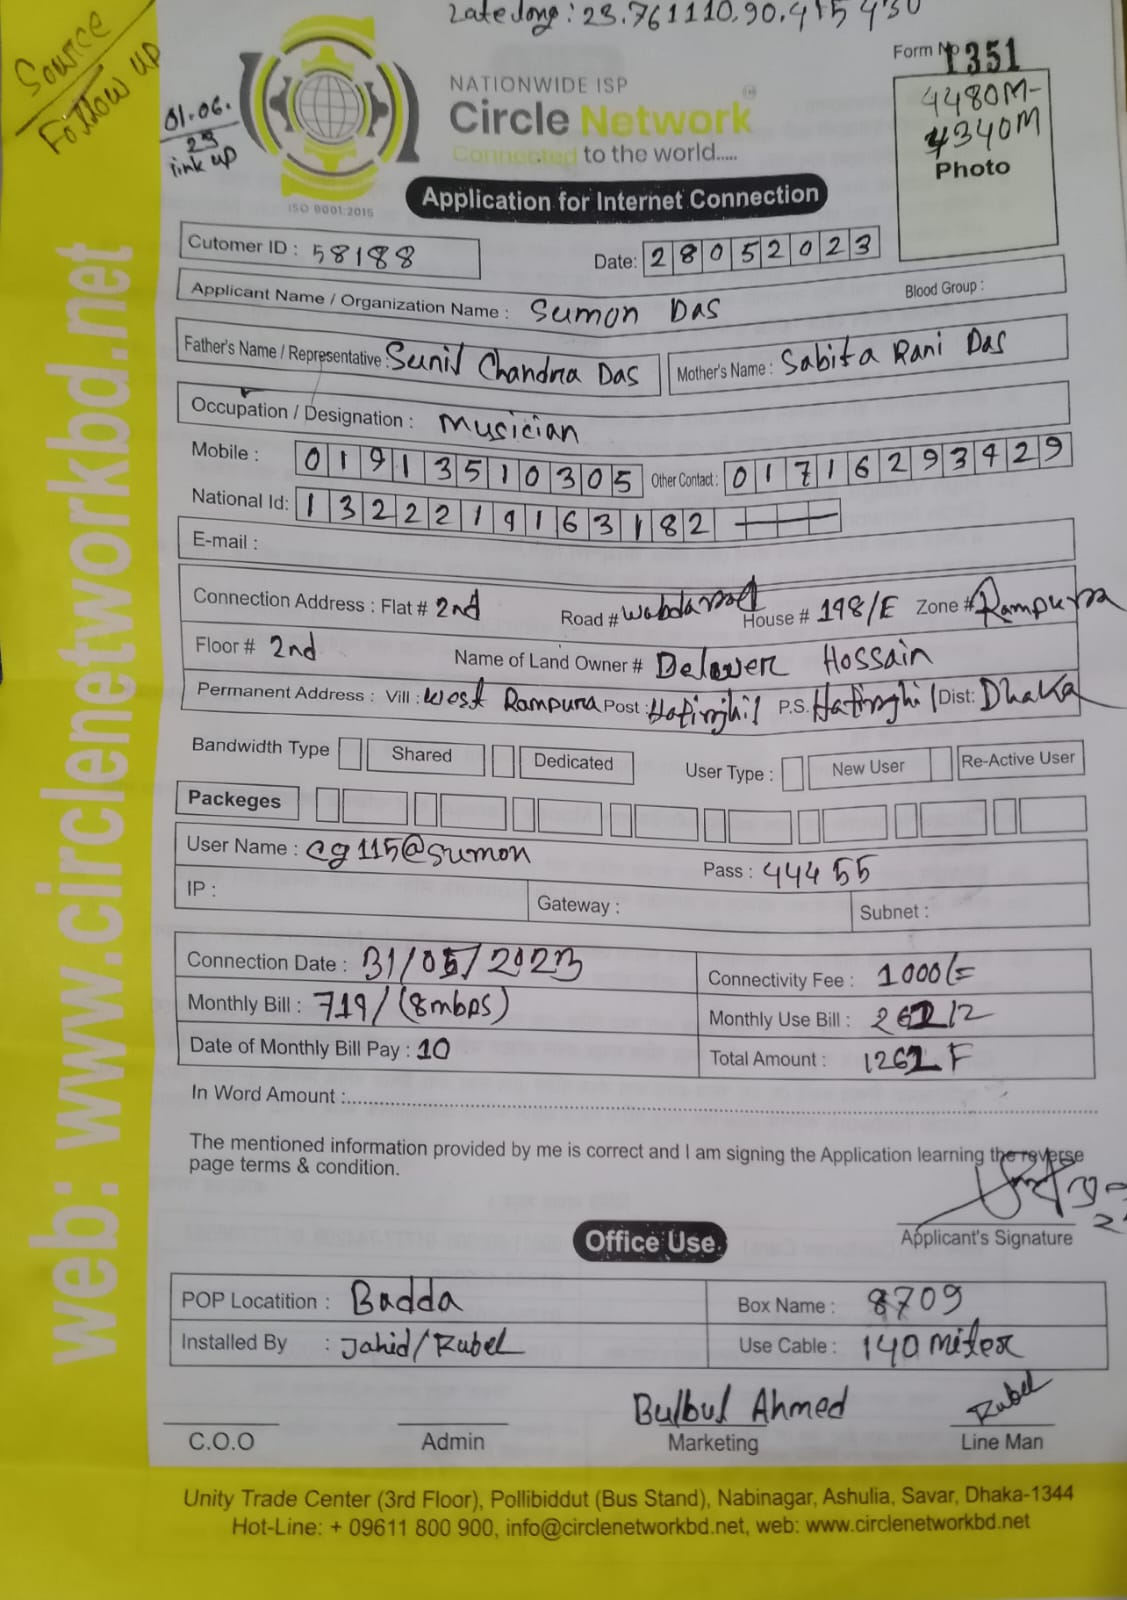 Late long: 23.761110, 90.415430
Source
Follow up
01.06.
23
link up
Form No 1351
4480M-
4340M
Photo
NATIONWIDE ISP
Circle Network
Connected to the world.....
ISO 9001:2015
Application for Internet Connection
Cutomer ID : 58188
Date: 28052023
Applicant Name / Organization Name : Sumon Das Blood Group :
Father's Name / Representative : Sunil Chandra Das Mother's Name : Sabita Rani Das
Occupation / Designation : Musician
Mobile : 01913510305 Other Contact : 01716293429
National Id: 1322219163182
E-mail :
Connection Address : Flat # 2nd Road # Wabda road House # 198/E Zone # Rampura
Floor # 2nd Name of Land Owner # Delower Hossain
Permanent Address : Vill : West Rampura Post : Hatirjhil P.S. Hatirjhil Dist: Dhaka
Bandwidth Type Shared Dedicated User Type : New User Re-Active User
Packeges
User Name : cg115@sumon Pass : 44455
IP : Gateway : Subnet :
Connection Date : 31/05/2023 Connectivity Fee : 1000/=
Monthly Bill : 719/ (8mbps) Monthly Use Bill : 262/2
Date of Monthly Bill Pay : 10 Total Amount : 1262
In Word Amount :
The mentioned information provided by me is correct and I am signing the Application learning the reverse
page terms & condition.
Applicant's Signature
Office Use
POP Locatition : Badda Box Name : 8709
Installed By : Jahid/Rubel Use Cable : 140 miter
Bulbul Ahmed Rubel
C.O.O Admin Marketing Line Man
Unity Trade Center (3rd Floor), Pollibiddut (Bus Stand), Nabinagar, Ashulia, Savar, Dhaka-1344
Hot-Line: + 09611 800 900, info@circlenetworkbd.net, web: www.circlenetworkbd.net
web: www.circlenetworkbd.net